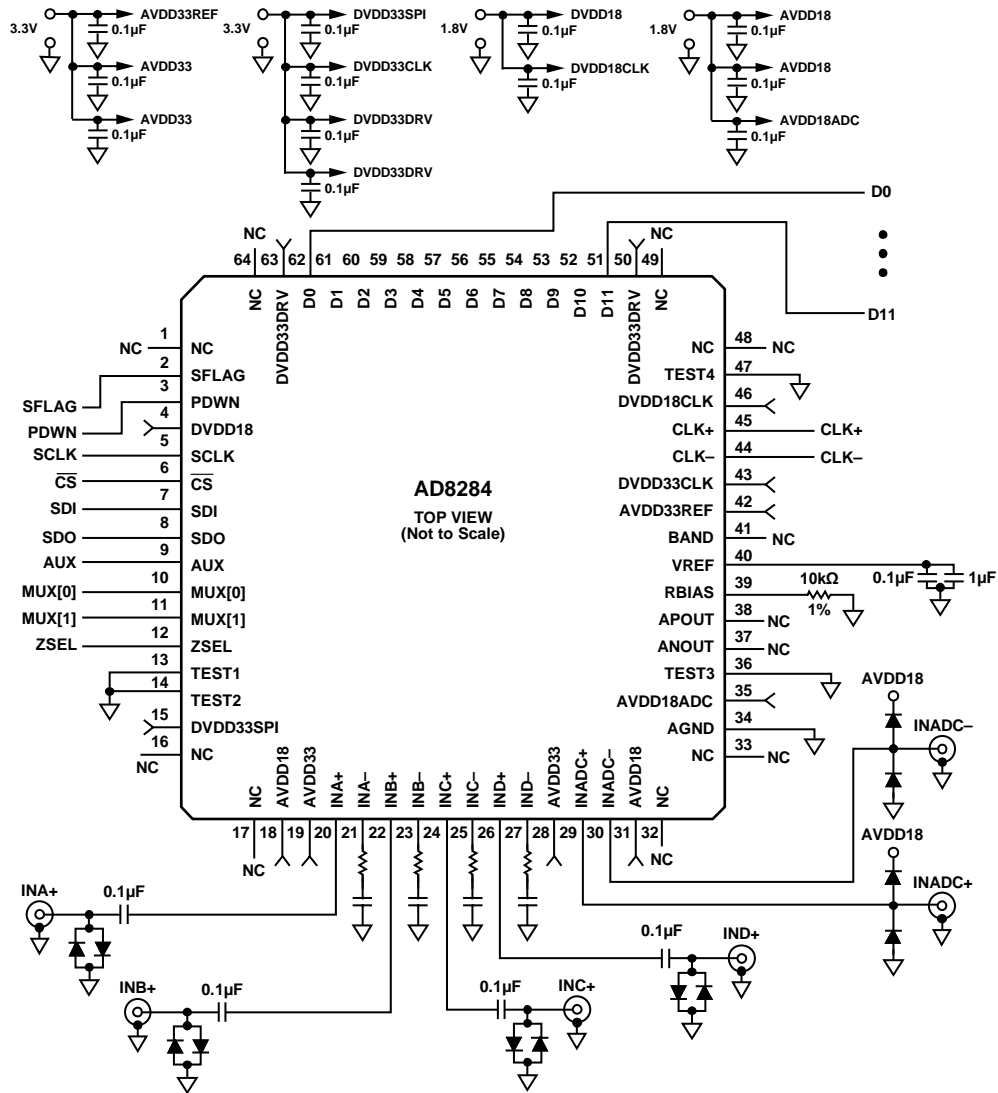 3.3V
AVDD33REF
0.1µF
AVDD33
0.1µF
AVDD33
0.1µF
3.3V
DVDD33SPI
0.1µF
DVDD33CLK
0.1µF
DVDD33DRV
0.1µF
DVDD33DRV
0.1µF
1.8V
DVDD18
0.1µF
DVDD18CLK
0.1µF
1.8V
AVDD18
0.1µF
AVDD18
0.1µF
AVDD18ADC
0.1µF
D0
D11
NC
NC
64 63 62 61 60 59 58 57 56 55 54 53 52 51 50 49
NC DVDD33DRV D0 D1 D2 D3 D4 D5 D6 D7 D8 D9 D10 D11 DVDD33DRV NC
NC 1 NC
SFLAG 2 SFLAG
PDWN 3 PDWN
4 DVDD18
SCLK 5 SCLK
CS 6 CS
SDI 7 SDI
SDO 8 SDO
AUX 9 AUX
MUX[0] 10 MUX[0]
MUX[1] 11 MUX[1]
ZSEL 12 ZSEL
13 TEST1
14 TEST2
15 DVDD33SPI
NC 16 NC
AD8284
TOP VIEW
(Not to Scale)
NC 48 NC
TEST4 47
DVDD18CLK 46
CLK+ 45 CLK+
CLK– 44 CLK–
DVDD33CLK 43
AVDD33REF 42
BAND 41 NC
VREF 40
0.1µF 1µF
RBIAS 39
10kΩ
1%
APOUT 38 NC
ANOUT 37 NC
TEST3 36
AVDD18ADC 35
AGND 34
NC 33 NC
NC AVDD18 AVDD33 INA+ INA– INB+ INB– INC+ INC– IND+ IND– AVDD33 INADC+ INADC– AVDD18 NC
17 18 19 20 21 22 23 24 25 26 27 28 29 30 31 32
NC
NC
AVDD18
INADC–
AVDD18
INADC+
INA+
0.1µF
INB+
0.1µF
0.1µF
INC+
0.1µF
IND+